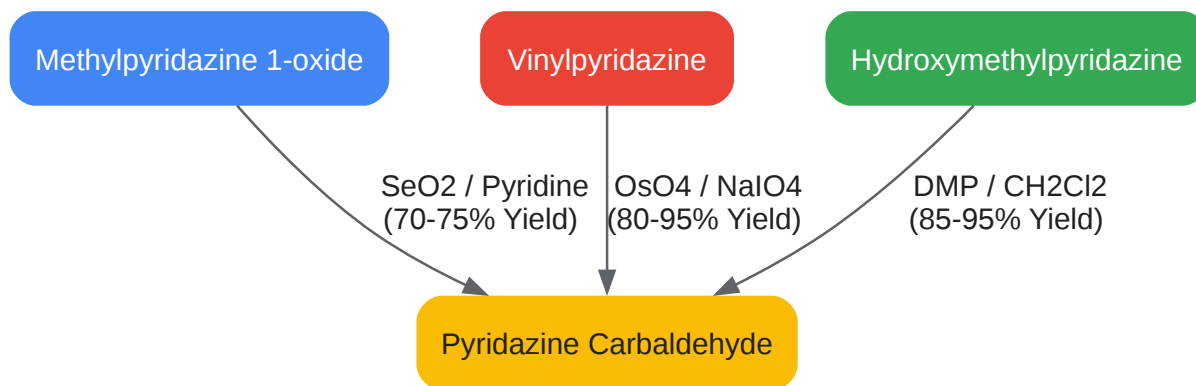 Methylpyridazine 1-oxide
Vinylpyridazine
Hydroxymethylpyridazine
SeO2 / Pyridine
(70-75% Yield)
OsO4 / NaIO4
(80-95% Yield)
DMP / CH2Cl2
(85-95% Yield)
Pyridazine Carbaldehyde